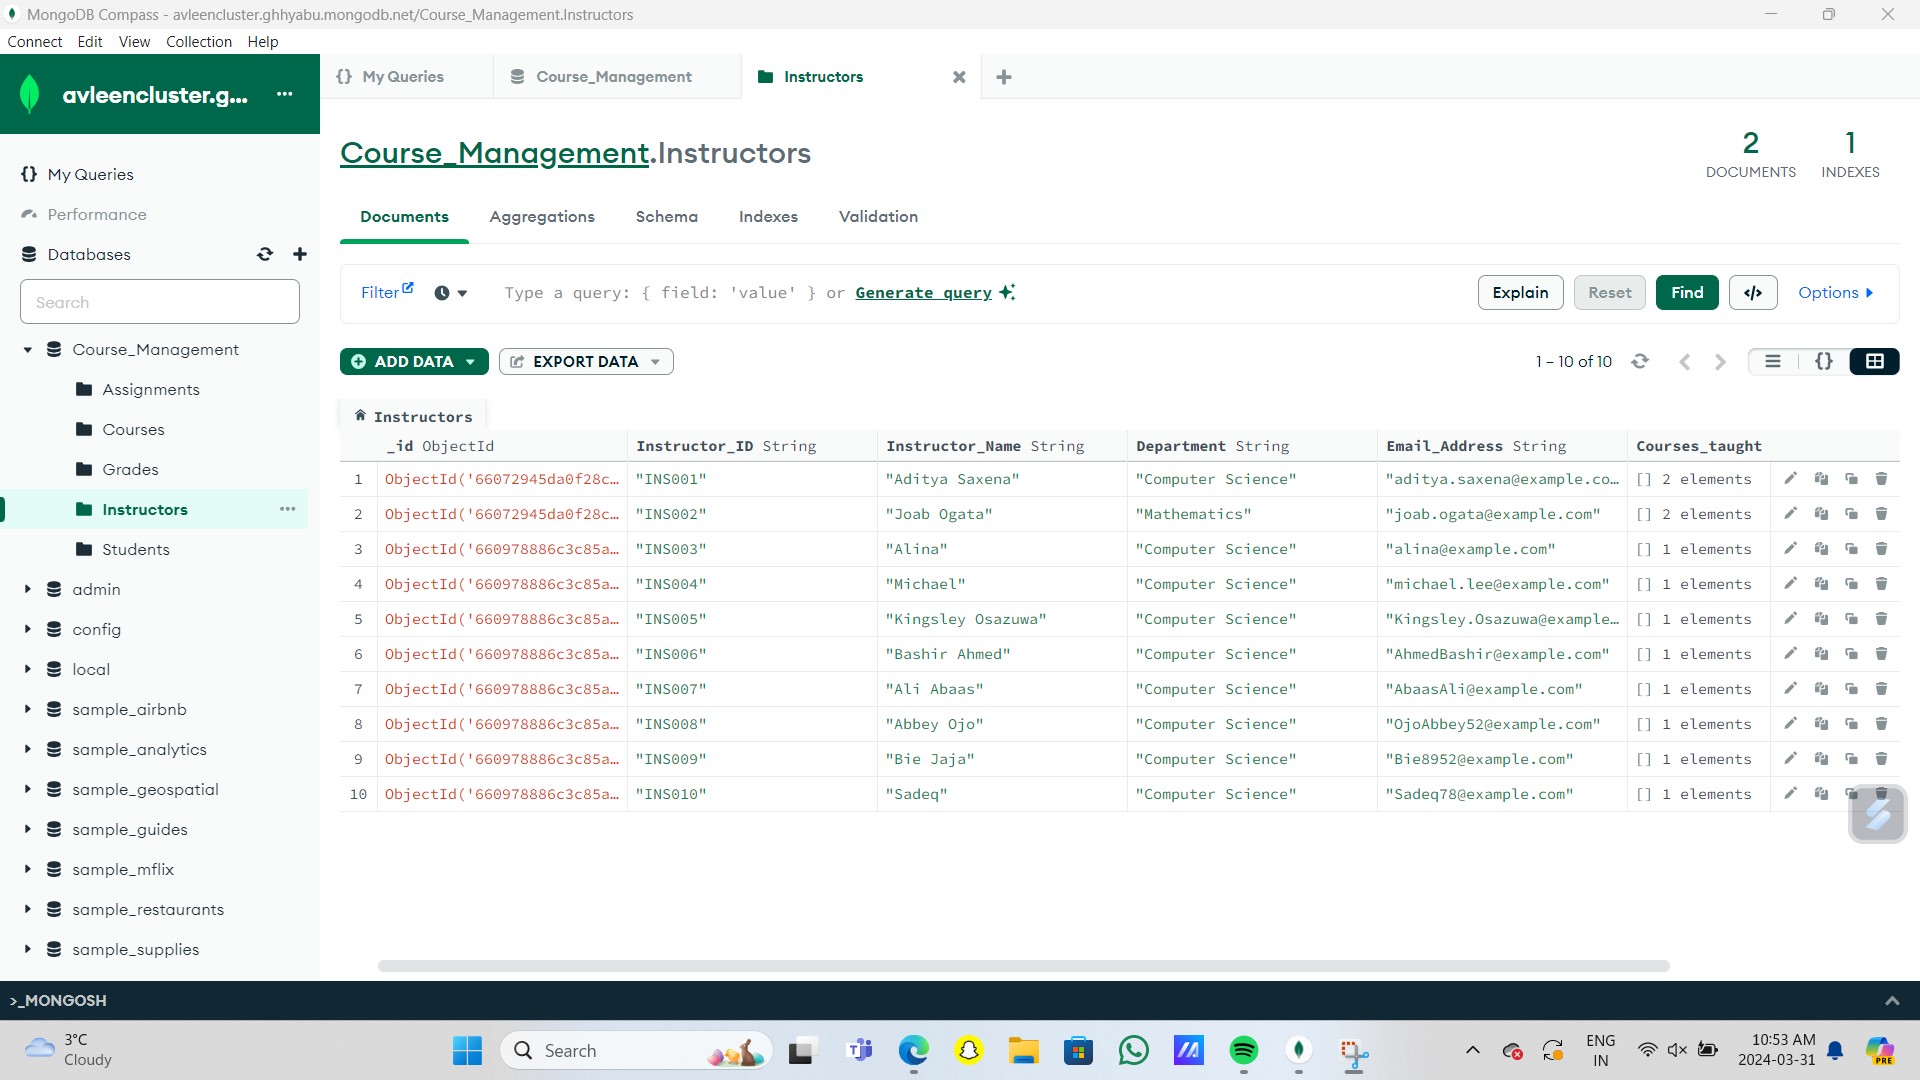 MongoDB Compass - avleencluster.ghhyabu.mongodb.net/Course_Management.Instructors
Connect Edit View Collection Help
avleencluster.g...
My Queries
Course_Management
Instructors
{} My Queries
Performance
Databases
Search
Course_Management
Assignments
Courses
Grades
Instructors
Students
admin
config
local
sample_airbnb
sample_analytics
sample_geospatial
sample_guides
sample_mflix
sample_restaurants
sample_supplies
Course_Management.Instructors
2 DOCUMENTS
1 INDEXES
Documents Aggregations Schema Indexes Validation
Filter Type a query: { field: 'value' } or Generate query Explain Reset Find </> Options
ADD DATA EXPORT DATA 1 – 10 of 10 {}
Instructors
_id ObjectId Instructor_ID String Instructor_Name String Department String Email_Address String Courses_taught
1 ObjectId('66072945da0f28c… "INS001" "Aditya Saxena" "Computer Science" "aditya.saxena@example.co… [] 2 elements
2 ObjectId('66072945da0f28c… "INS002" "Joab Ogata" "Mathematics" "joab.ogata@example.com" [] 2 elements
3 ObjectId('660978886c3c85a… "INS003" "Alina" "Computer Science" "alina@example.com" [] 1 elements
4 ObjectId('660978886c3c85a… "INS004" "Michael" "Computer Science" "michael.lee@example.com" [] 1 elements
5 ObjectId('660978886c3c85a… "INS005" "Kingsley Osazuwa" "Computer Science" "Kingsley.Osazuwa@example… [] 1 elements
6 ObjectId('660978886c3c85a… "INS006" "Bashir Ahmed" "Computer Science" "AhmedBashir@example.com" [] 1 elements
7 ObjectId('660978886c3c85a… "INS007" "Ali Abaas" "Computer Science" "AbaasAli@example.com" [] 1 elements
8 ObjectId('660978886c3c85a… "INS008" "Abbey Ojo" "Computer Science" "OjoAbbey52@example.com" [] 1 elements
9 ObjectId('660978886c3c85a… "INS009" "Bie Jaja" "Computer Science" "Bie8952@example.com" [] 1 elements
10 ObjectId('660978886c3c85a… "INS010" "Sadeq" "Computer Science" "Sadeq78@example.com" [] 1 elements
>_MONGOSH
3°C
Cloudy
Search
ENG
IN
10:53 AM
2024-03-31
PRE